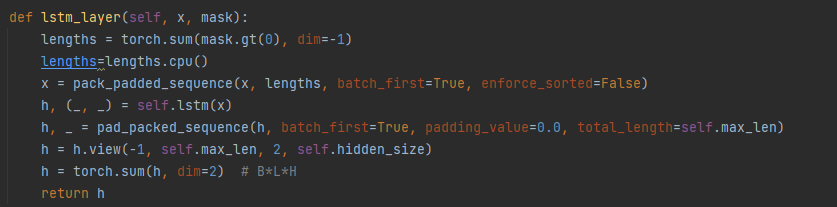 def lstm_layer(self, x, mask):
    lengths = torch.sum(mask.gt(0), dim=-1)
    lengths=lengths.cpu()
    x = pack_padded_sequence(x, lengths, batch_first=True, enforce_sorted=False)
    h, (_, _) = self.lstm(x)
    h, _ = pad_packed_sequence(h, batch_first=True, padding_value=0.0, total_length=self.max_len)
    h = h.view(-1, self.max_len, 2, self.hidden_size)
    h = torch.sum(h, dim=2)  # B*L*H
    return h